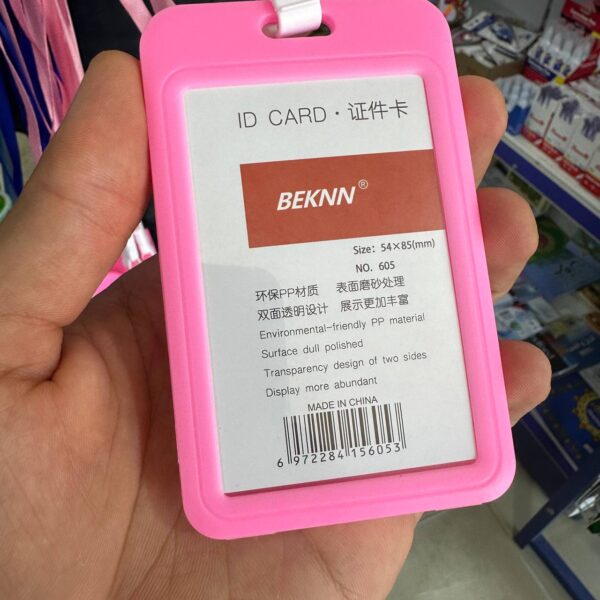 ID CARD · 证件卡
BEKNN®
Size: 54×85(mm)
NO. 605
环保PP材质 表面磨砂处理
双面透明设计 展示更加丰富
Environmental-friendly PP material
Surface dull polished
Transparency design of two sides
Display more abundant
MADE IN CHINA
6 972284 156053